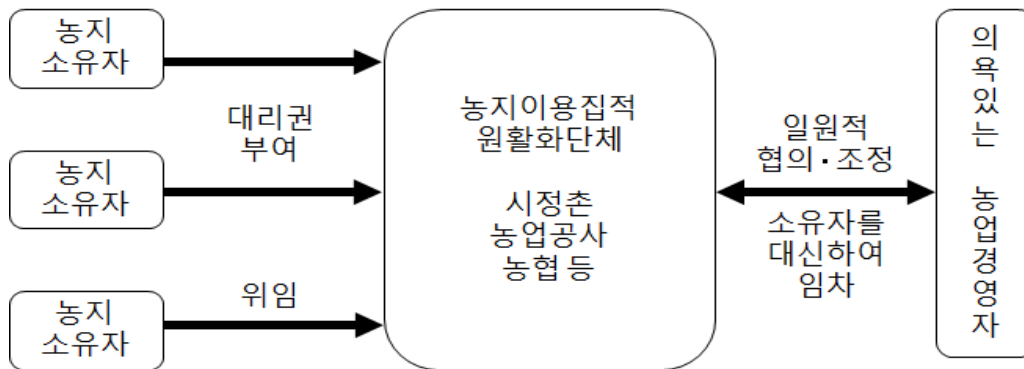 농지
소유자
대리권
부여
농지
소유자
위임
농지
소유자
농지이용집적
원활화단체
시정촌
농업공사
농협 등
일원적
협의·조정
소유자를
대신하여
임차
의욕있는 농업경영자